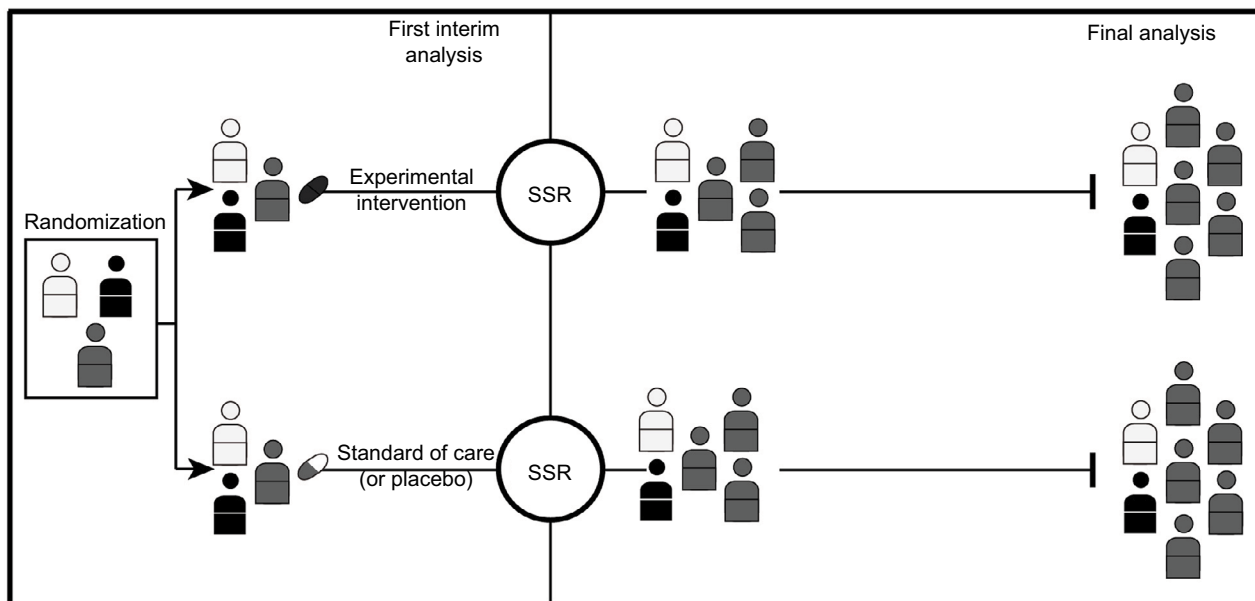 First interim
analysis
Final analysis
Experimental
intervention
SSR
Randomization
Standard of care
(or placebo)
SSR